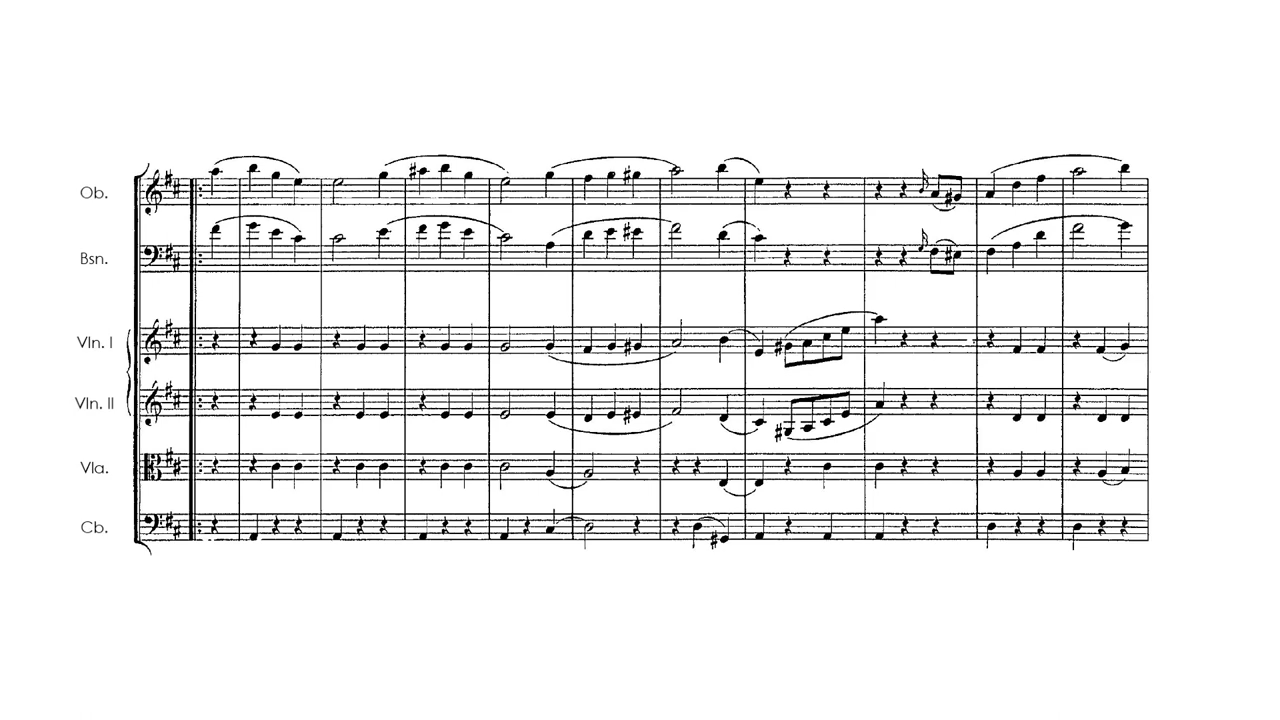 Ob.
Bsn.
Vln. I
Vln. II
Vla.
Cb.